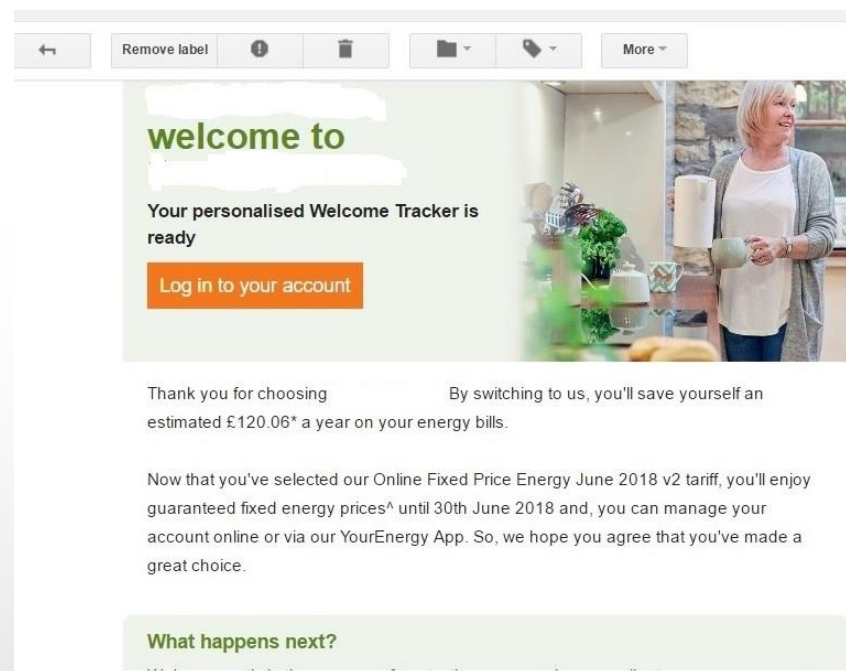 Remove label
More
welcome to
Your personalised Welcome Tracker is
ready
Log in to your account
Thank you for choosing By switching to us, you'll save yourself an
estimated £120.06* a year on your energy bills.
Now that you've selected our Online Fixed Price Energy June 2018 v2 tariff, you'll enjoy
guaranteed fixed energy prices^ until 30th June 2018 and, you can manage your
account online or via our YourEnergy App. So, we hope you agree that you've made a
great choice.
What happens next?